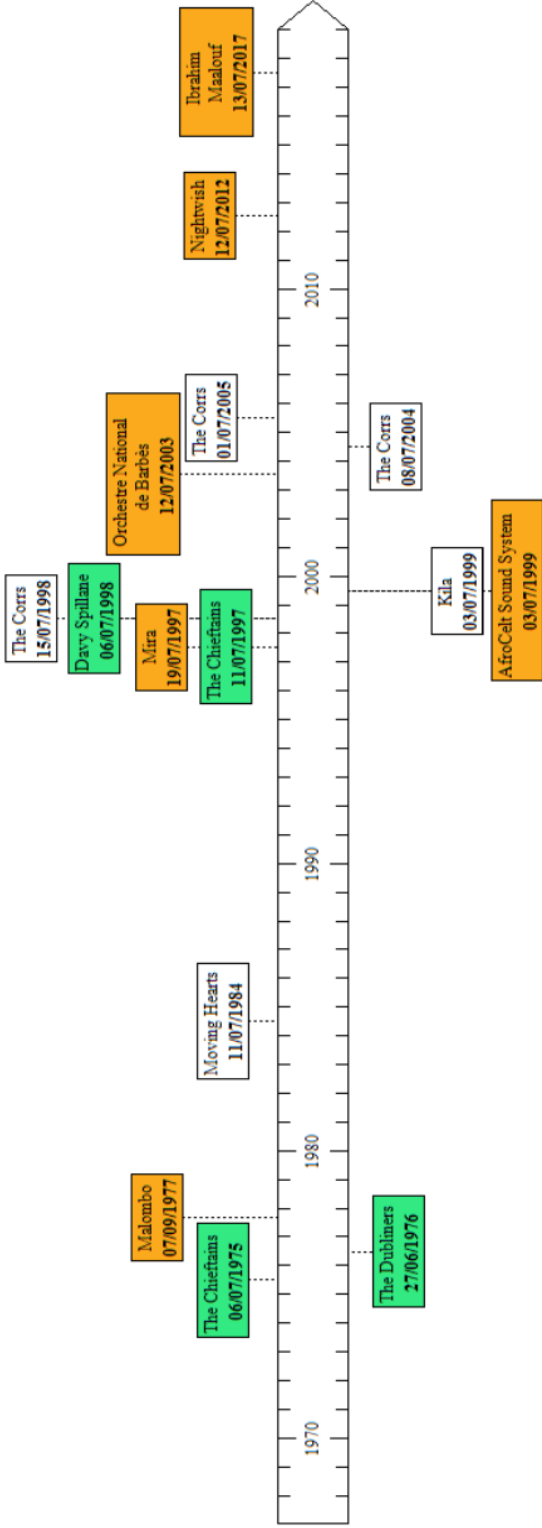 The Corrs
15/07/1998
Davy Spillane
06/07/1998
Orchestre National
de Barbès
12/07/2003
Malombo
07/09/1977
Mira
19/07/1997
Nightwish
12/07/2012
Ibrahim
Maalouf
13/07/2017
The Chieftains
06/07/1975
Moving Hearts
11/07/1984
The Chieftains
11/07/1997
The Corrs
01/07/2005
1970
1980
1990
2000
2010
The Dubliners
27/06/1976
The Corrs
08/07/2004
Kila
03/07/1999
AfroCelt Sound System
03/07/1999